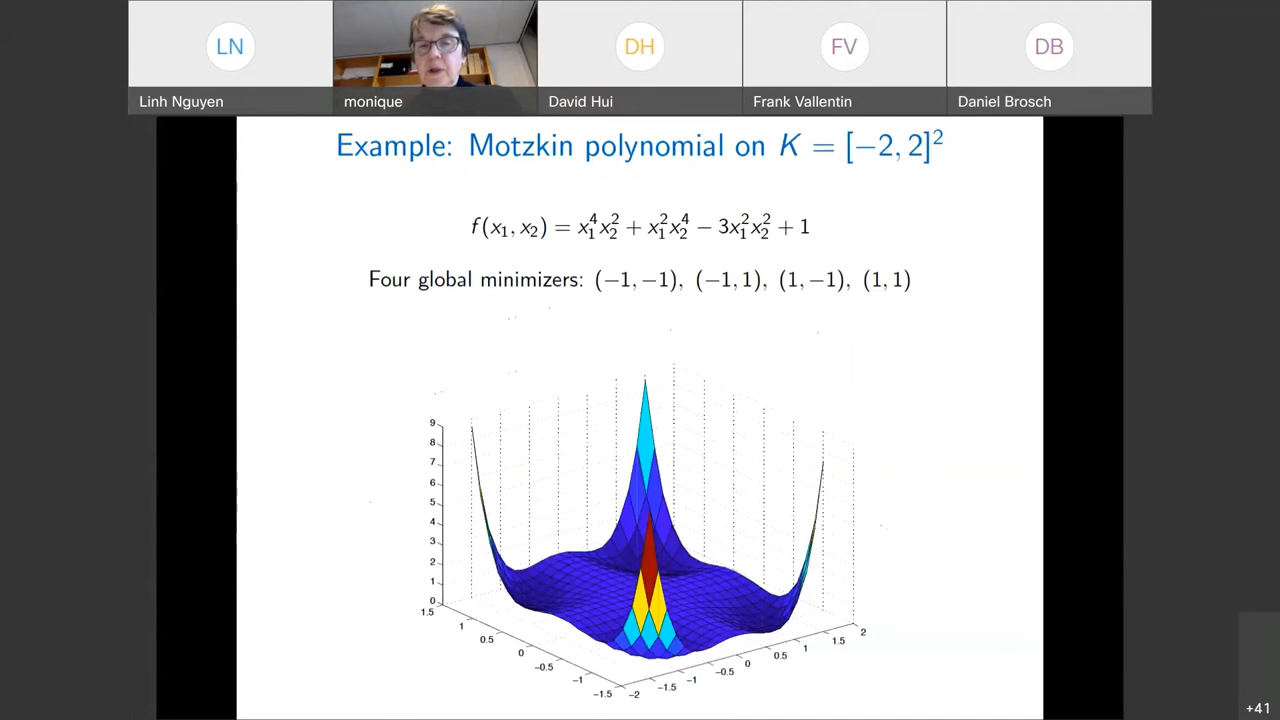 LN
DH
FV
DB
Linh Nguyen
monique
David Hui
Frank Vallentin
Daniel Brosch
Example: Motzkin polynomial on K = [−2, 2]²
f(x₁, x₂) = x₁⁴x₂² + x₁²x₂⁴ − 3x₁²x₂² + 1
Four global minimizers: (−1, −1), (−1, 1), (1, −1), (1, 1)
9
8
7
6
5
4
3
2
1
0
1.5
1
0.5
0
−0.5
−1
−1.5
−2
−1.5
−1
−0.5
0
0.5
1
1.5
2
+41